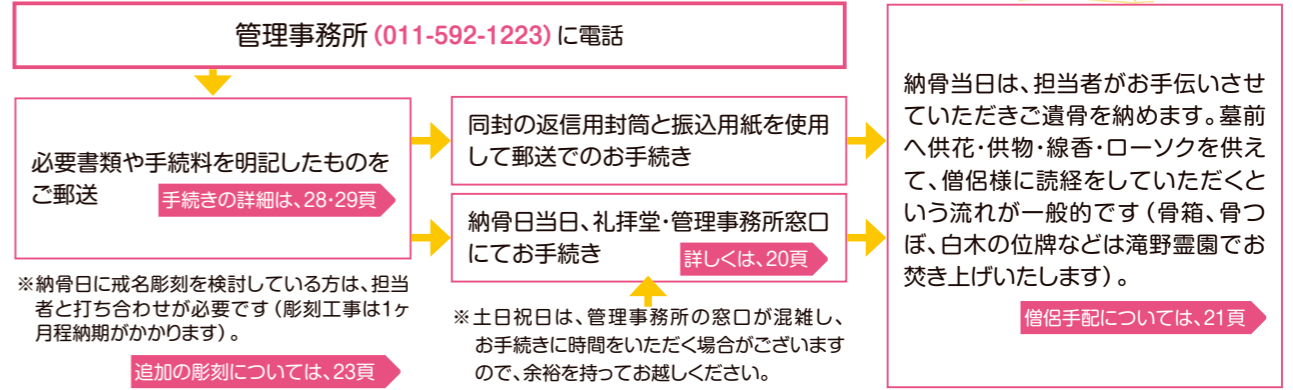 管理事務所（011-592-1223）に電話
必要書類や手続料を明記したものを
ご郵送
手続きの詳細は、28・29頁
※納骨日に戒名彫刻を検討している方は、担当
者と打ち合わせが必要です（彫刻工事は1ヶ
月程納期がかかります）。
追加の彫刻については、23頁
同封の返信用封筒と振込用紙を使用
して郵送でのお手続き
納骨日当日、礼拝堂・管理事務所窓口
にてお手続き
詳しくは、20頁
※土日祝日は、管理事務所の窓口が混雑し、
お手続きに時間をいただく場合がございます
ので、余裕を持ってお越しください。
納骨当日は、担当者がお手伝いさせ
ていただきご遺骨を納めます。墓前
へ供花・供物・線香・ローソクを供え
て、僧侶様に読経をしていただくと
いう流れが一般的です（骨箱、骨つ
ぼ、白木の位牌などは滝野霊園でお
焚き上げいたします）。
僧侶手配については、21頁